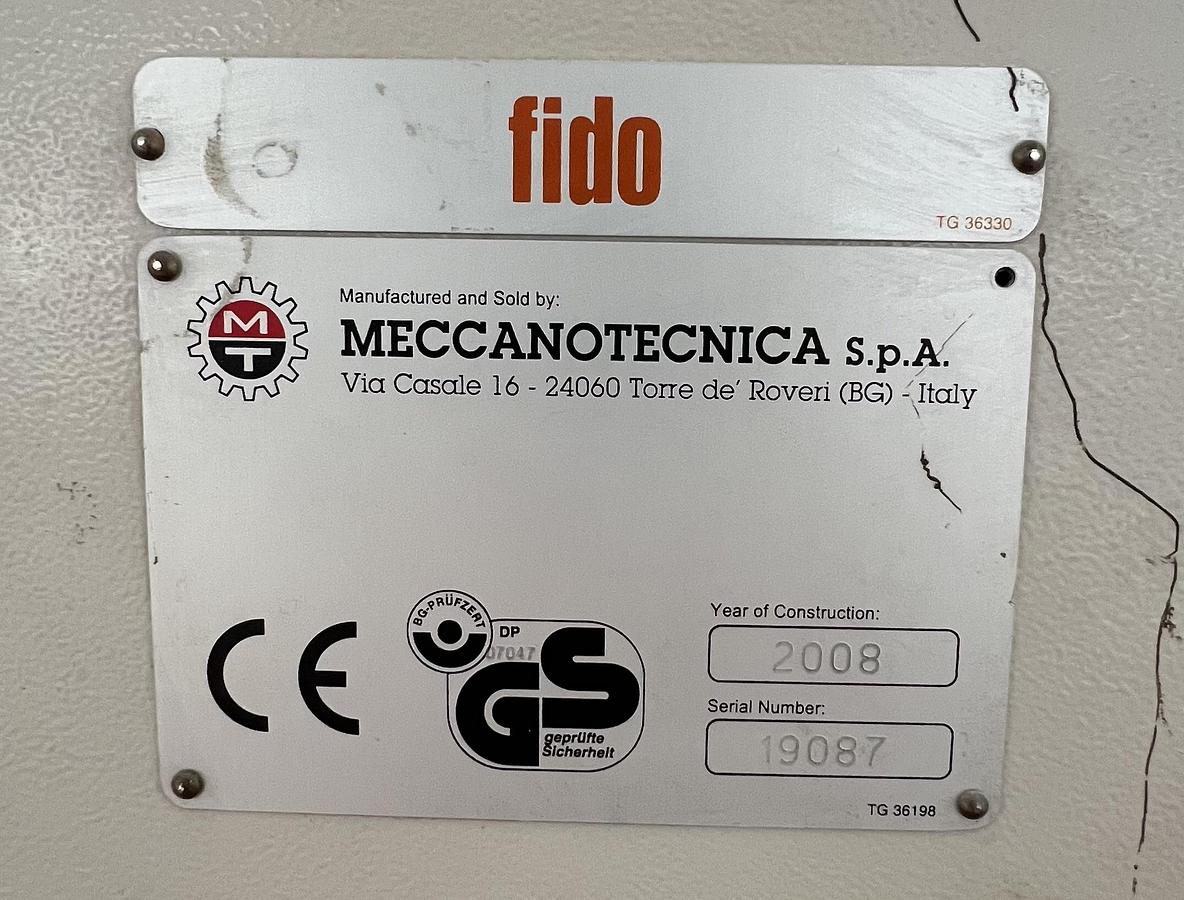 fido
TG 36330
M
T
Manufactured and Sold by:
MECCANOTECNICA S.p.A.
Via Casale 16 - 24060 Torre de' Roveri (BG) - Italy
CE
BG-PRÜFZERT
DP
07047
GS
geprüfte
Sicherheit
Year of Construction:
2008
Serial Number:
19087
TG 36198